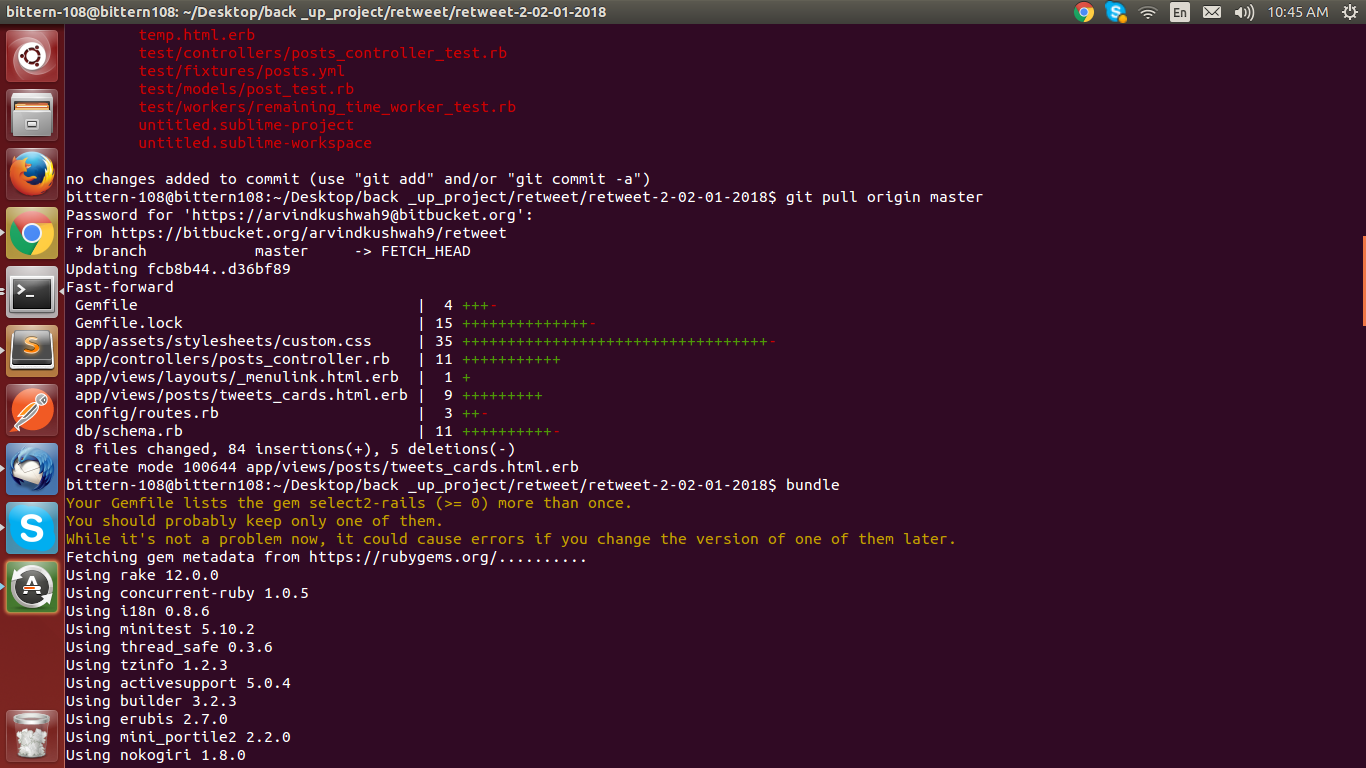 bittern-108@bittern108: ~/Desktop/back _up_project/retweet/retweet-2-02-01-2018
En
10:45 AM
temp.html.erb
test/controllers/posts_controller_test.rb
test/fixtures/posts.yml
test/models/post_test.rb
test/workers/remaining_time_worker_test.rb
untitled.sublime-project
untitled.sublime-workspace
no changes added to commit (use "git add" and/or "git commit -a")
bittern-108@bittern108:~/Desktop/back _up_project/retweet/retweet-2-02-01-2018$ git pull origin master
Password for 'https://arvindkushwah9@bitbucket.org':
From https://bitbucket.org/arvindkushwah9/retweet
 * branch            master     -> FETCH_HEAD
Updating fcb8b44..d36bf89
Fast-forward
 Gemfile                               |  4 +++-
 Gemfile.lock                          | 15 ++++++++++++++-
 app/assets/stylesheets/custom.css     | 35 ++++++++++++++++++++++++++++++++++-
 app/controllers/posts_controller.rb   | 11 +++++++++++
 app/views/layouts/_menulink.html.erb  |  1 +
 app/views/posts/tweets_cards.html.erb |  9 +++++++++
 config/routes.rb                      |  3 ++-
 db/schema.rb                          | 11 ++++++++++-
 8 files changed, 84 insertions(+), 5 deletions(-)
 create mode 100644 app/views/posts/tweets_cards.html.erb
bittern-108@bittern108:~/Desktop/back _up_project/retweet/retweet-2-02-01-2018$ bundle
Your Gemfile lists the gem select2-rails (>= 0) more than once.
You should probably keep only one of them.
While it's not a problem now, it could cause errors if you change the version of one of them later.
Fetching gem metadata from https://rubygems.org/..........
Using rake 12.0.0
Using concurrent-ruby 1.0.5
Using i18n 0.8.6
Using minitest 5.10.2
Using thread_safe 0.3.6
Using tzinfo 1.2.3
Using activesupport 5.0.4
Using builder 3.2.3
Using erubis 2.7.0
Using mini_portile2 2.2.0
Using nokogiri 1.8.0